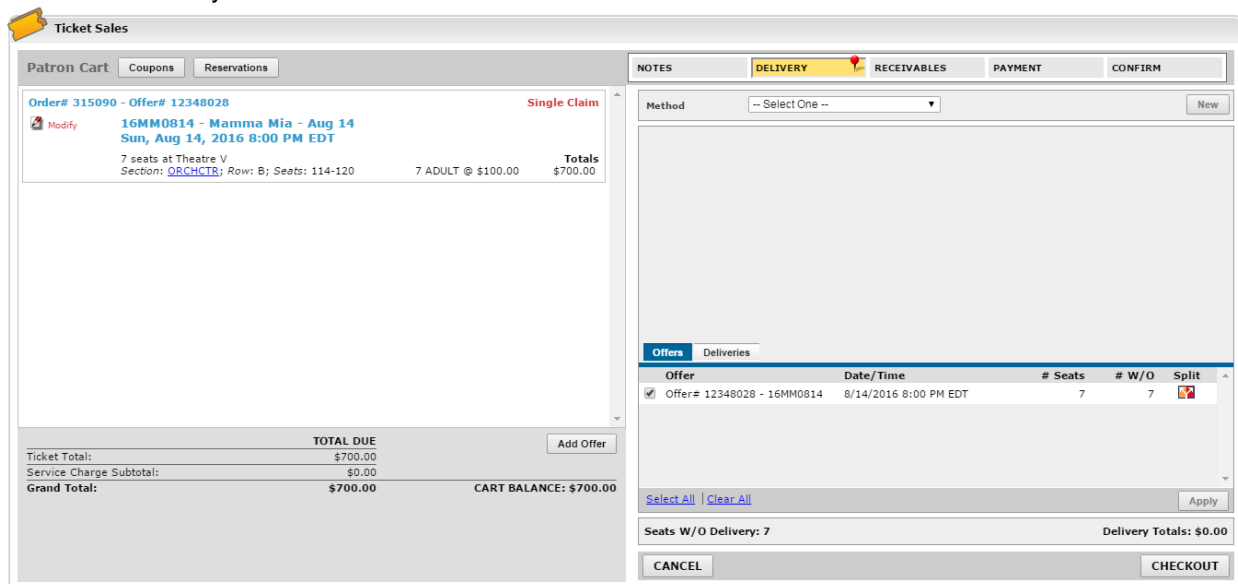 Ticket Sales
Patron Cart Coupons Reservations
Order# 315090 - Offer# 12348028 Single Claim
Modify 16MM0814 - Mamma Mia - Aug 14
Sun, Aug 14, 2016 8:00 PM EDT
7 seats at Theatre V Totals
Section: ORCHCTR; Row: B; Seats: 114-120 7 ADULT @ $100.00 $700.00
TOTAL DUE
Add Offer
Ticket Total: $700.00
Service Charge Subtotal: $0.00
Grand Total: $700.00 CART BALANCE: $700.00
NOTES DELIVERY RECEIVABLES PAYMENT CONFIRM
Method -- Select One -- New
Offers Deliveries
Offer Date/Time # Seats # W/O Split
Offer# 12348028 - 16MM0814 8/14/2016 8:00 PM EDT 7 7
Select All | Clear All Apply
Seats W/O Delivery: 7 Delivery Totals: $0.00
CANCEL CHECKOUT